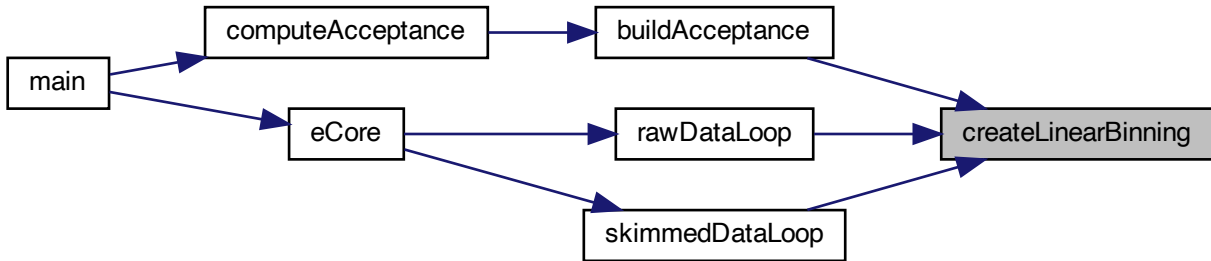 computeAcceptance
buildAcceptance
main
eCore
rawDataLoop
createLinearBinning
skimmedDataLoop